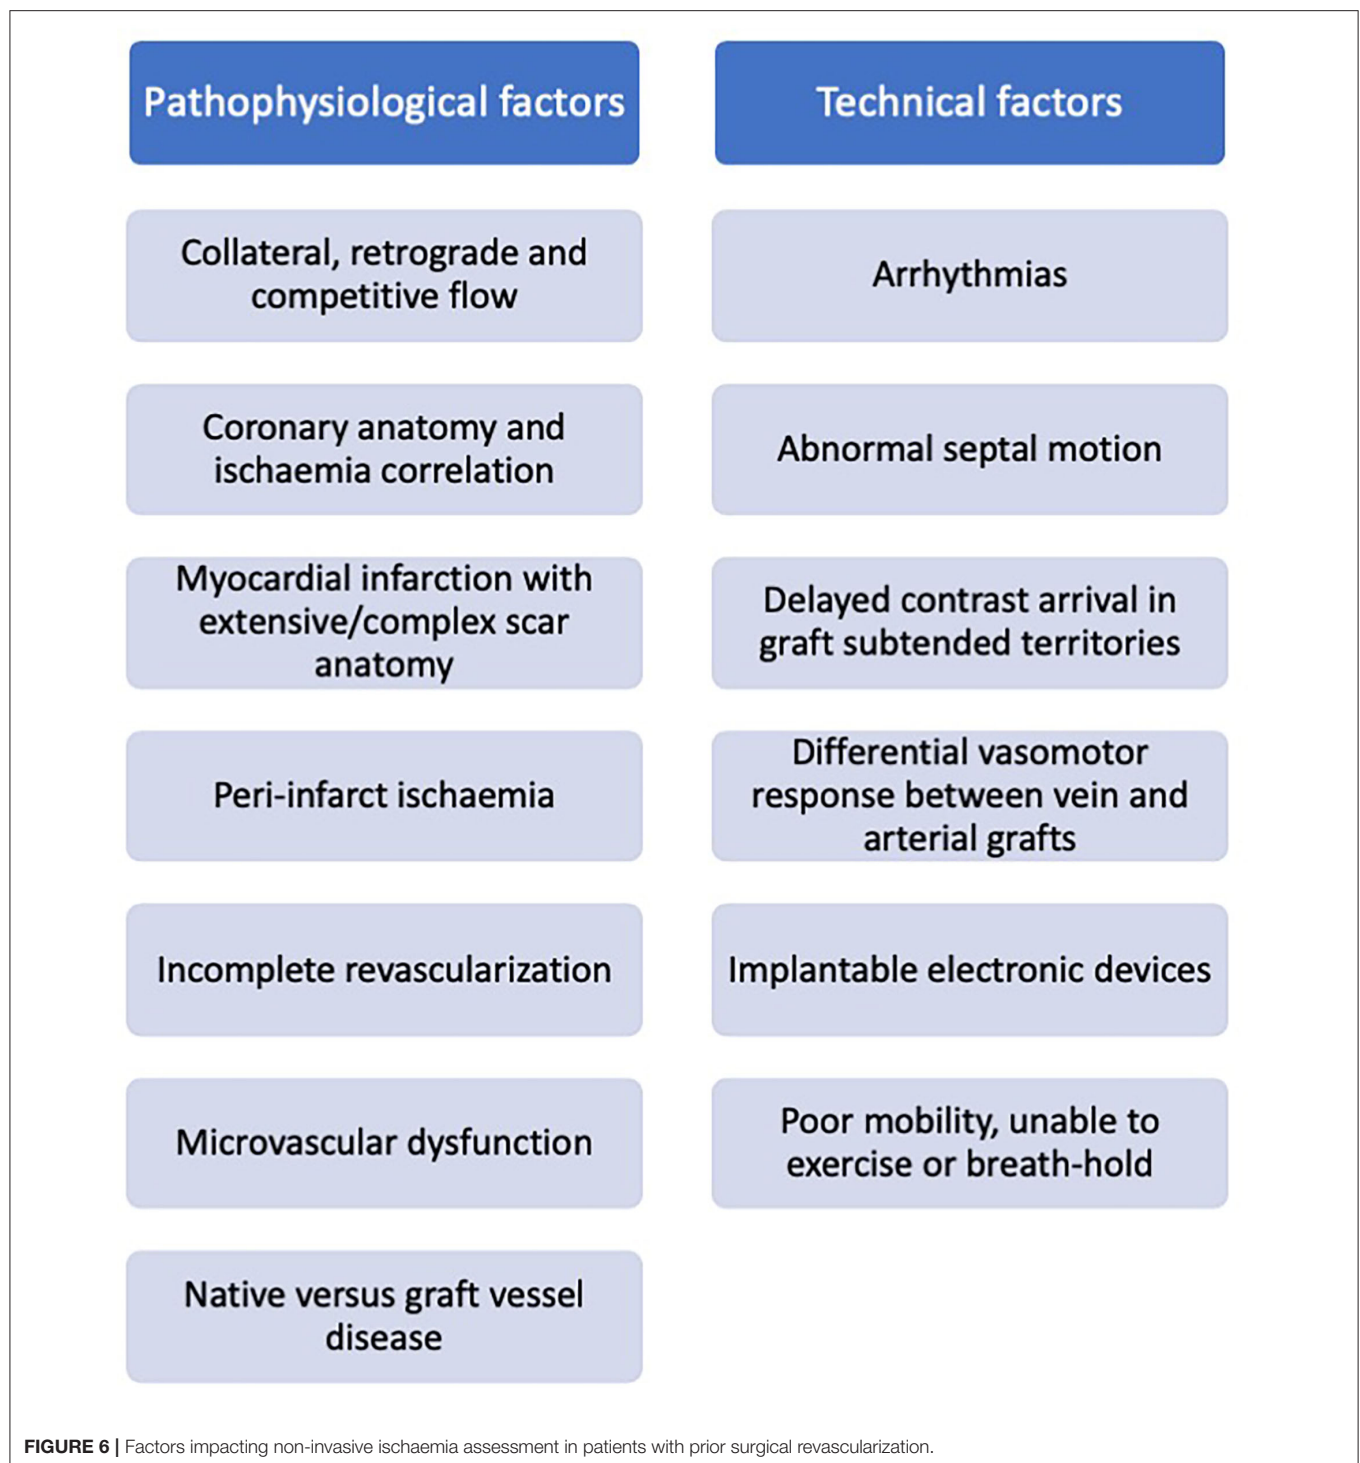 Pathophysiological factors
Collateral, retrograde and
competitive flow
Coronary anatomy and
ischaemia correlation
Myocardial infarction with
extensive/complex scar
anatomy
Peri-infarct ischaemia
Incomplete revascularization
Microvascular dysfunction
Native versus graft vessel
disease
Technical factors
Arrhythmias
Abnormal septal motion
Delayed contrast arrival in
graft subtended territories
Differential vasomotor
response between vein and
arterial grafts
Implantable electronic devices
Poor mobility, unable to
exercise or breath-hold
FIGURE 6 | Factors impacting non-invasive ischaemia assessment in patients with prior surgical revascularization.